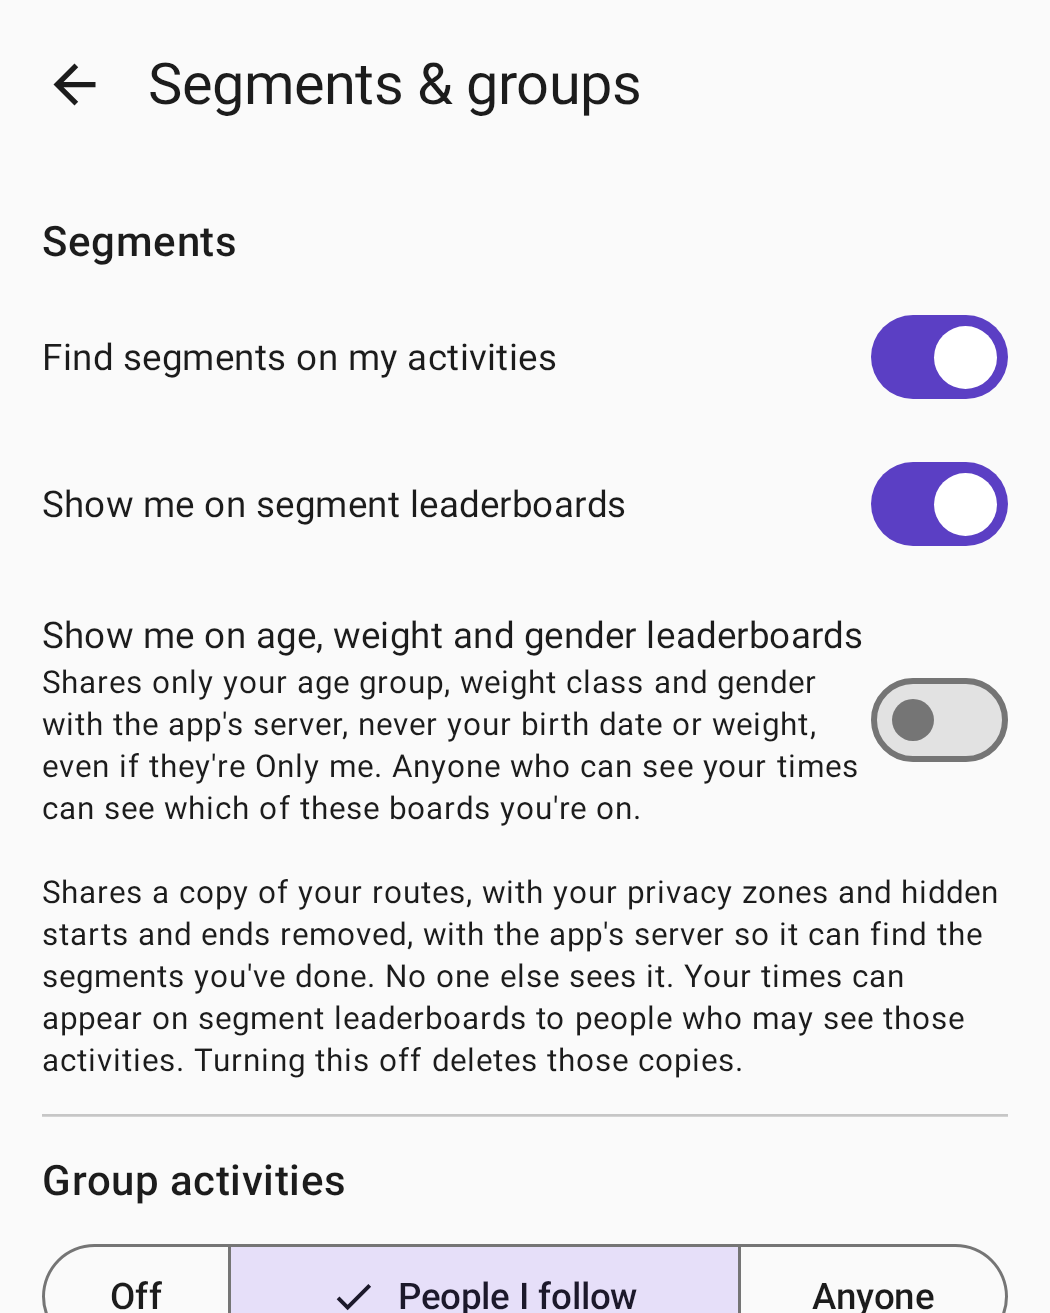 Segments & groups
Segments
Find segments on my activities
Show me on segment leaderboards
Show me on age, weight and gender leaderboards
Shares only your age group, weight class and gender
with the app's server, never your birth date or weight,
even if they're Only me. Anyone who can see your times
can see which of these boards you're on.
Shares a copy of your routes, with your privacy zones and hidden
starts and ends removed, with the app's server so it can find the
segments you've done. No one else sees it. Your times can
appear on segment leaderboards to people who may see those
activities. Turning this off deletes those copies.
Group activities
Off People I follow Anyone